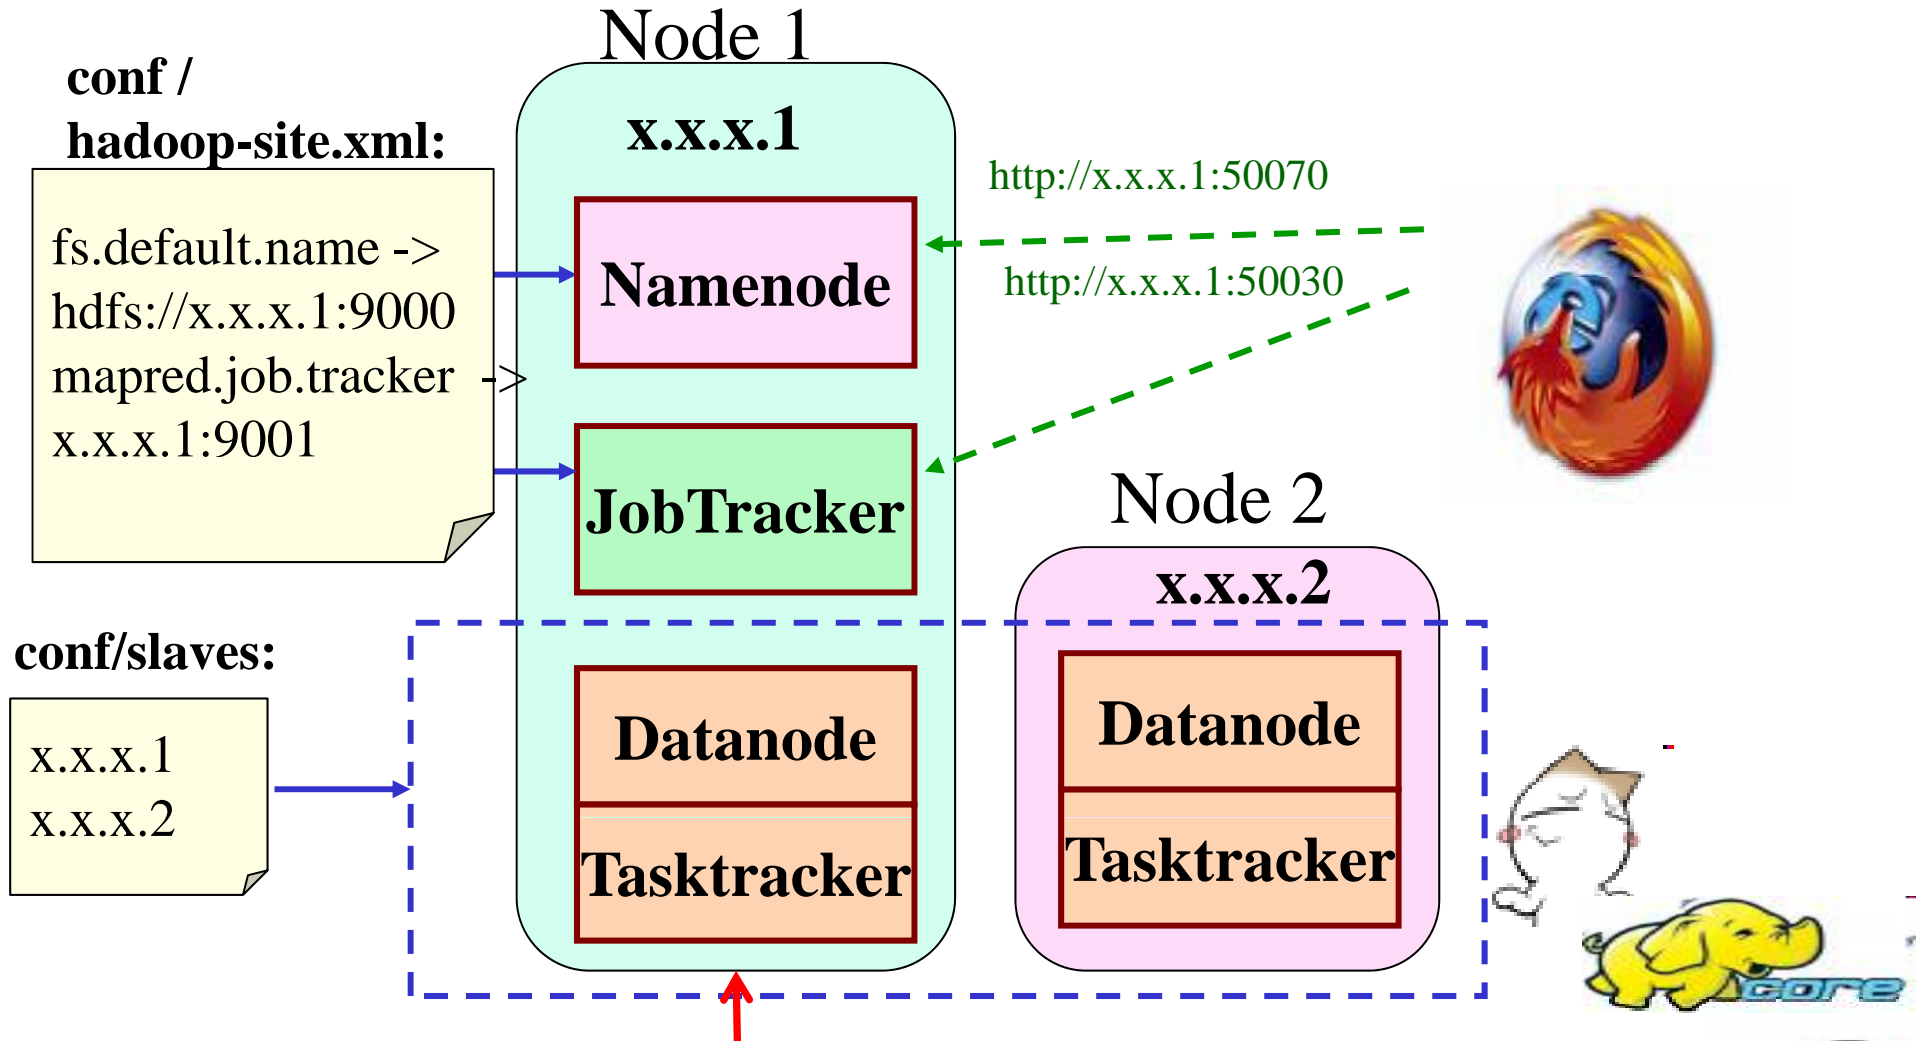 Node 1
conf /
hadoop-site.xml:
x.x.x.1
fs.default.name ->
hdfs://x.x.x.1:9000
mapred.job.tracker ->
x.x.x.1:9001
Namenode
JobTracker
http://x.x.x.1:50070
http://x.x.x.1:50030
Node 2
x.x.x.2
conf/slaves:
x.x.x.1
x.x.x.2
Datanode
Tasktracker
Datanode
Tasktracker
core